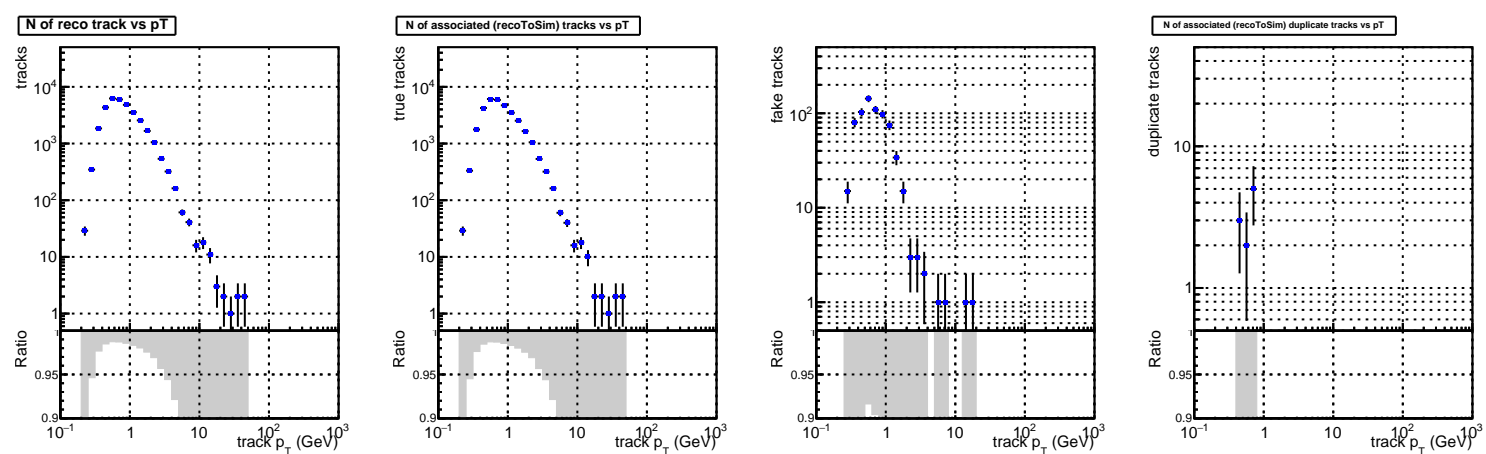 N of reco track vs pT
tracks
10^4
10^3
10^2
10
1
Ratio
1
0.95
0.9
10^-1 1 10 10^2 10^3
track p_T (GeV)
N of associated (recoToSim) tracks vs pT
true tracks
10^4
10^3
10^2
10
1
Ratio
1
0.95
0.9
10^-1 1 10 10^2 10^3
track p_T (GeV)
fake tracks
10^2
10
1
Ratio
1
0.95
0.9
10^-1 1 10 10^2 10^3
track p_T (GeV)
N of associated (recoToSim) duplicate tracks vs pT
duplicate tracks
10
1
Ratio
1
0.95
0.9
10^-1 1 10 10^2 10^3
track p_T (GeV)